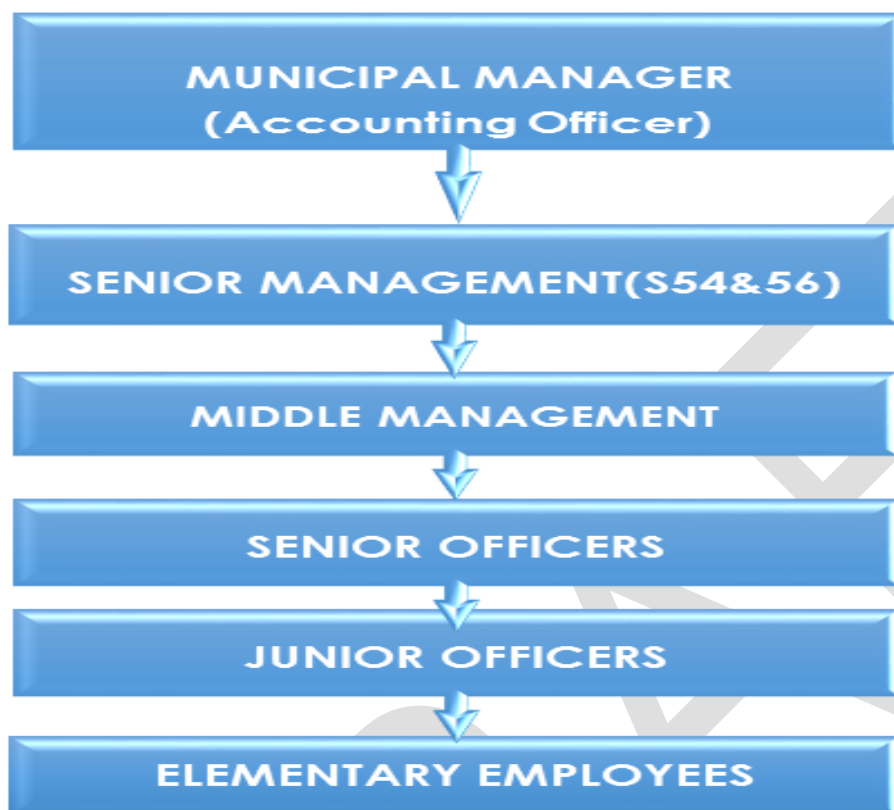 MUNICIPAL MANAGER
(Accounting Officer)
SENIOR MANAGEMENT(S54&56)
MIDDLE MANAGEMENT
SENIOR OFFICERS
JUNIOR OFFICERS
ELEMENTARY EMPLOYEES